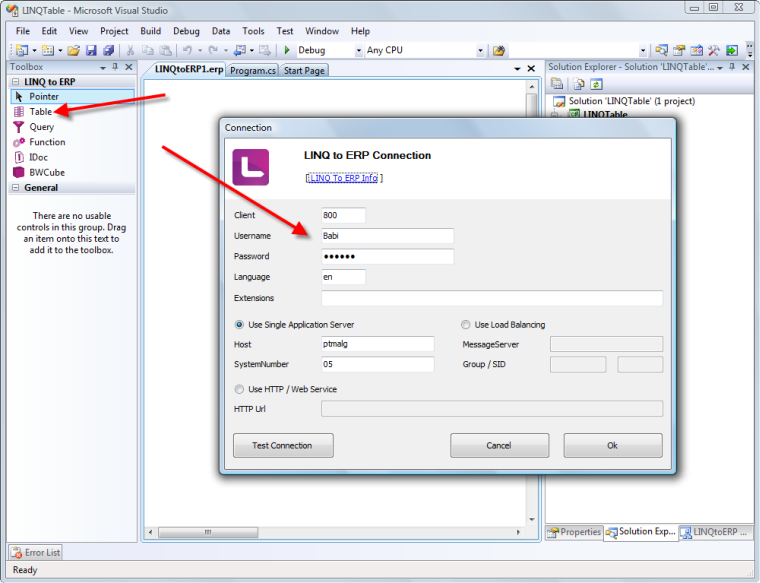 LINQTable - Microsoft Visual Studio
File Edit View Project Build Debug Data Tools Test Window Help
Debug Any CPU
Toolbox
LINQtoERP1.erp Program.cs Start Page
Solution Explorer - Solution 'LINQTable'...
LINQ to ERP
Pointer
Table
Query
Function
IDoc
BWCube
General
There are no usable
controls in this group. Drag
an item onto this text to
add it to the toolbox.
Solution 'LINQTable' (1 project)
LINQTable
Connection
LINQ to ERP Connection
[ LINQ To ERP Info ]
Client 800
Username Babi
Password ●●●●●●
Language en
Extensions
Use Single Application Server Use Load Balancing
Host ptmalg MessageServer
SystemNumber 05 Group / SID
Use HTTP / Web Service
HTTP Url
Test Connection Cancel Ok
Properties Solution Exp... LINQtoERP ...
Error List
Ready